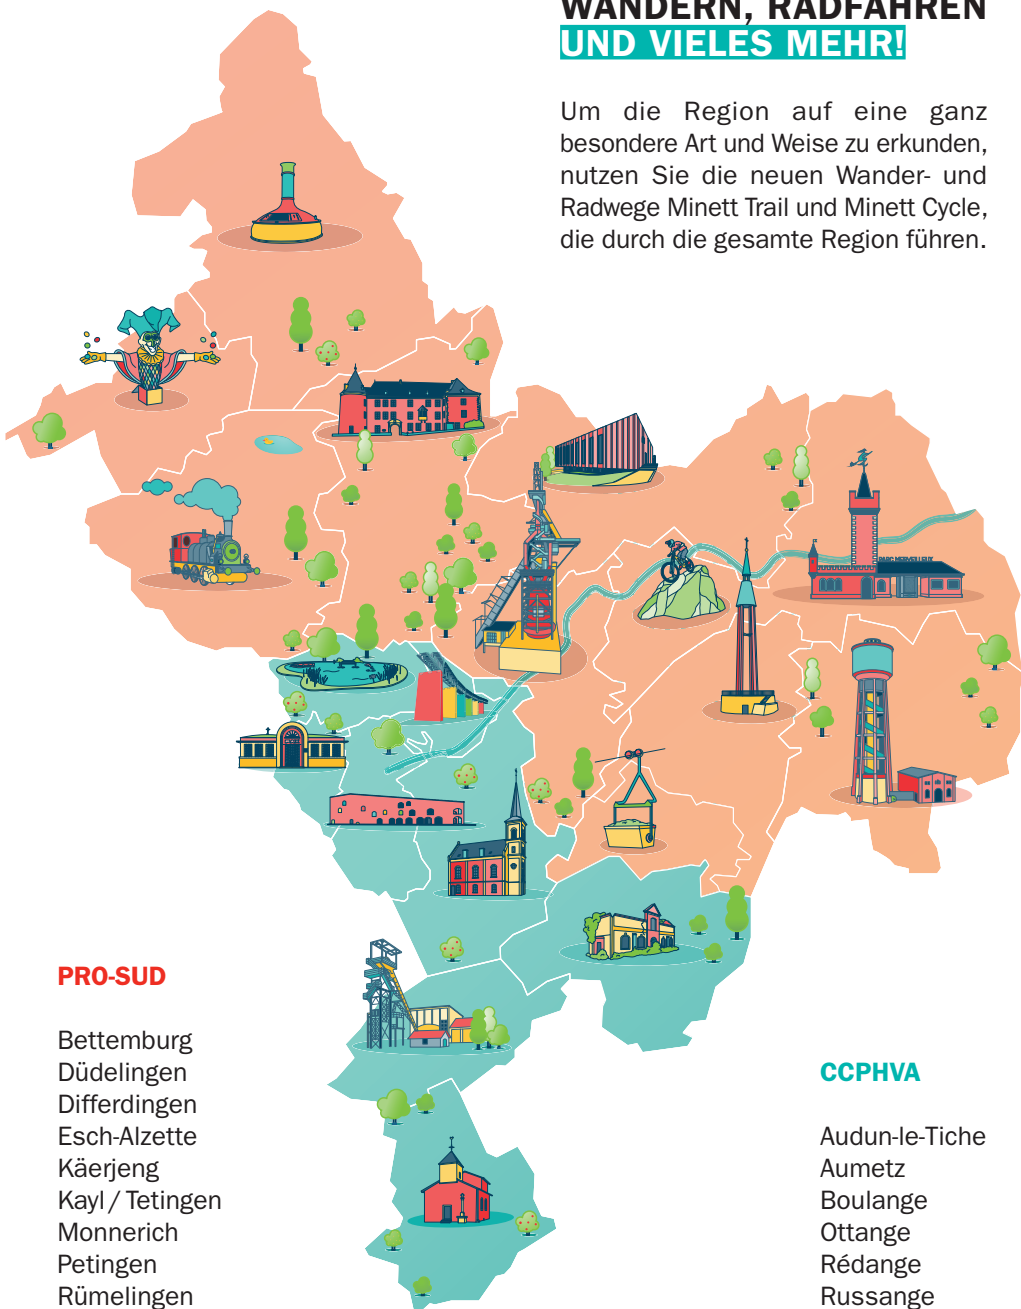 WANDERN, RADFAHREN
UND VIELES MEHR!
Um die Region auf eine ganz
besondere Art und Weise zu erkunden,
nutzen Sie die neuen Wander- und
Radwege Minett Trail und Minett Cycle,
die durch die gesamte Region führen.
PARC MERVEILLEUX
PRO-SUD
Bettemburg
Düdelingen
Differdingen
Esch-Alzette
Käerjeng
Kayl / Tetingen
Monnerich
Petingen
Rümelingen
CCPHVA
Audun-le-Tiche
Aumetz
Boulange
Ottange
Rédange
Russange